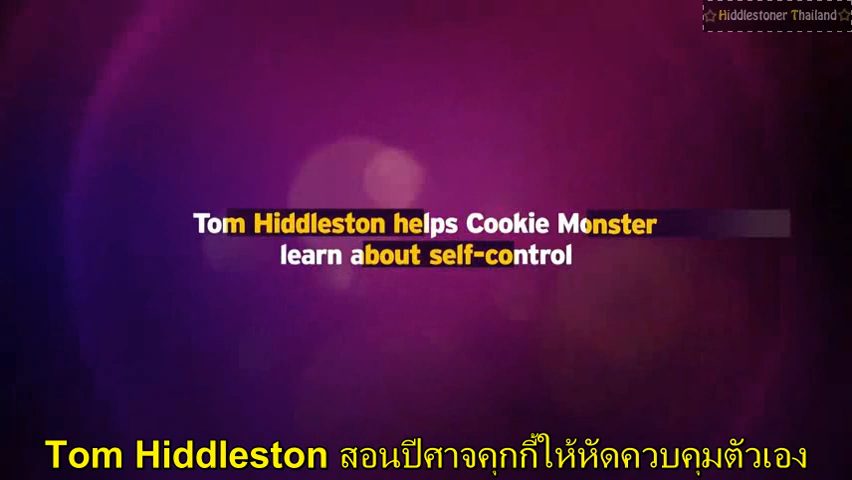 Hiddlestoner Thailand
Tom Hiddleston helps Cookie Monster
learn about self-control
Tom Hiddleston สอนปีศาจคุกกี้ให้หัดควบคุมตัวเอง